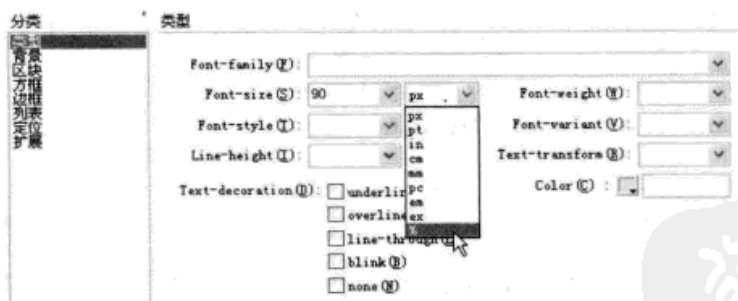 分类
类型
背景
区块
方框
边框
列表
定位
扩展
Font-family(F):
Font-size(S): 90 px Font-weight(W):
Font-style(T): Font-variant(V):
Line-height(I): Text-transform(R):
px
pt
in
cm
mm
pc
em
ex
%
Text-decoration(D): underlin Color(C) :
overline
line-through
blink(B)
none(N)